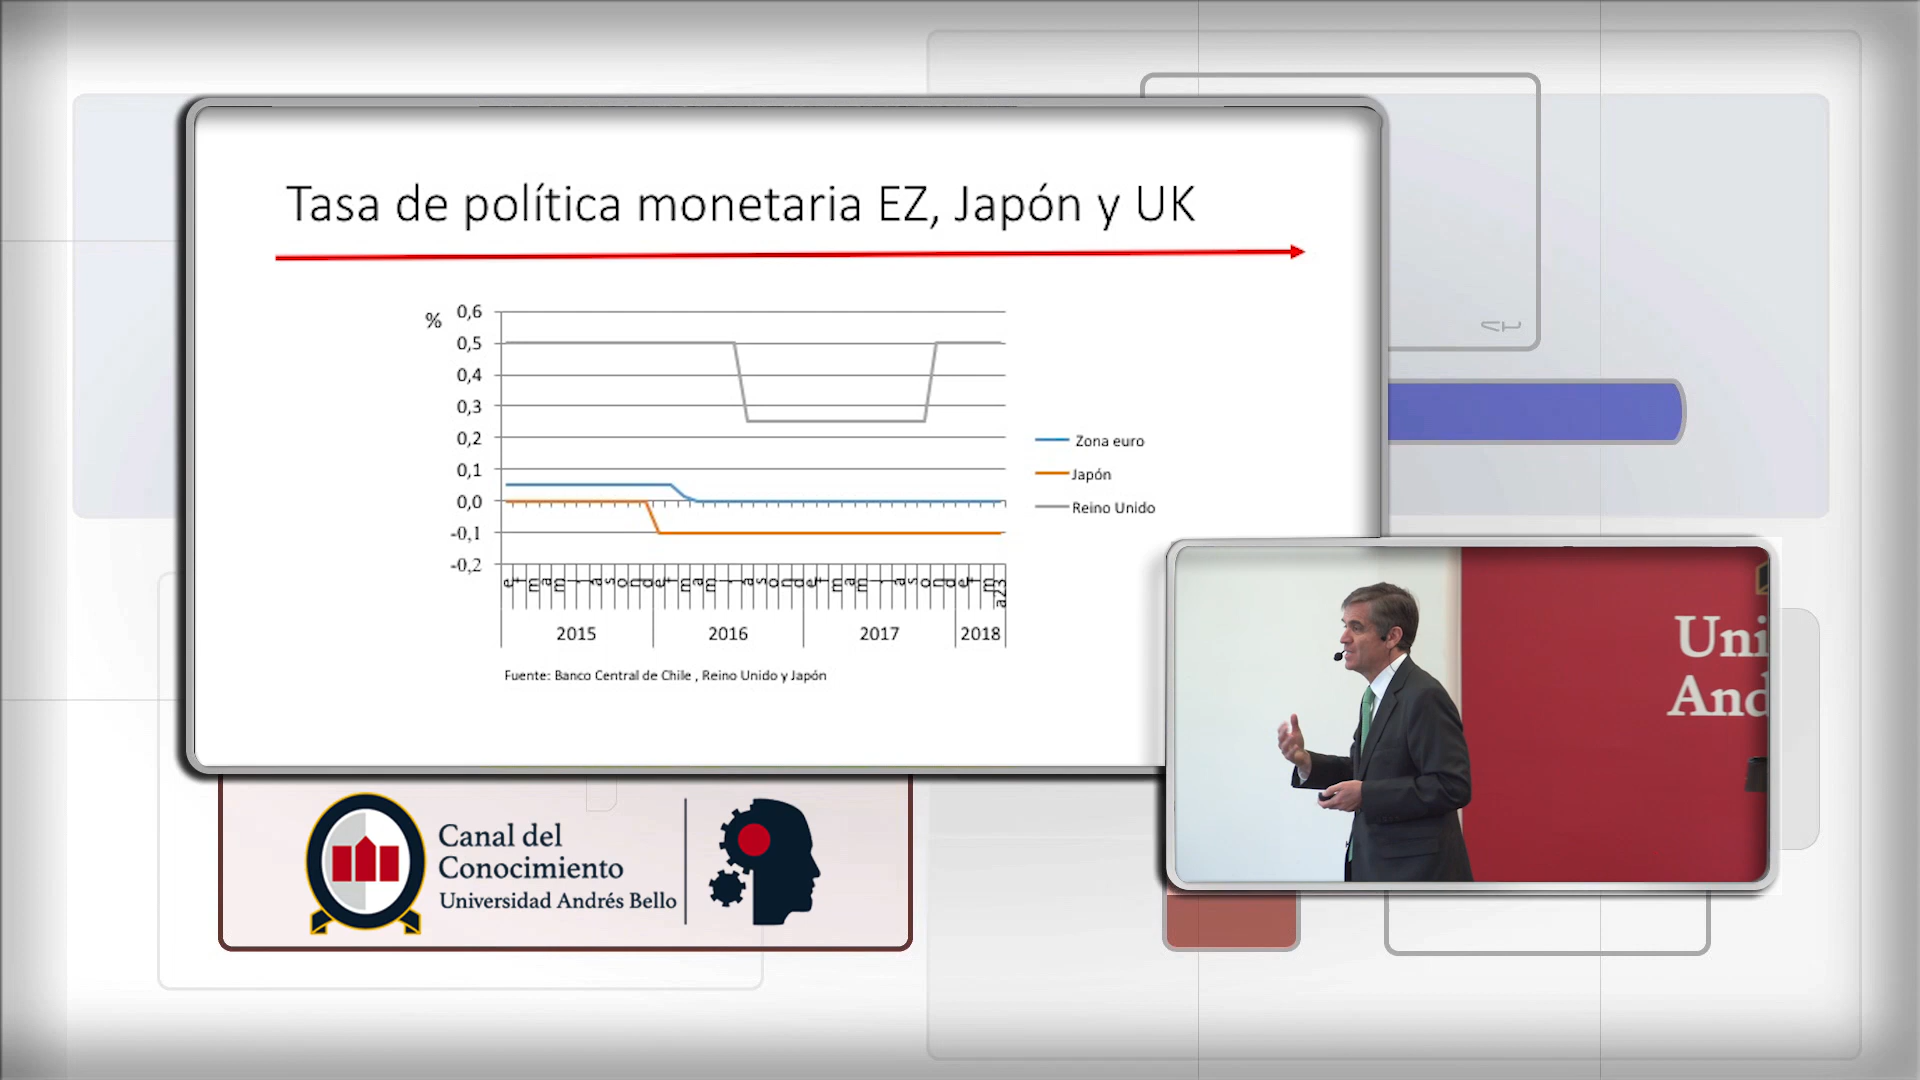 Tasa de política monetaria EZ, Japón y UK
%
0,6
0,5
0,4
0,3
0,2
0,1
0,0
-0,1
-0,2
Zona euro
Japón
Reino Unido
2015
2016
2017
2018
Fuente: Banco Central de Chile , Reino Unido y Japón
Uni
And
Canal del
Conocimiento
Universidad Andrés Bello